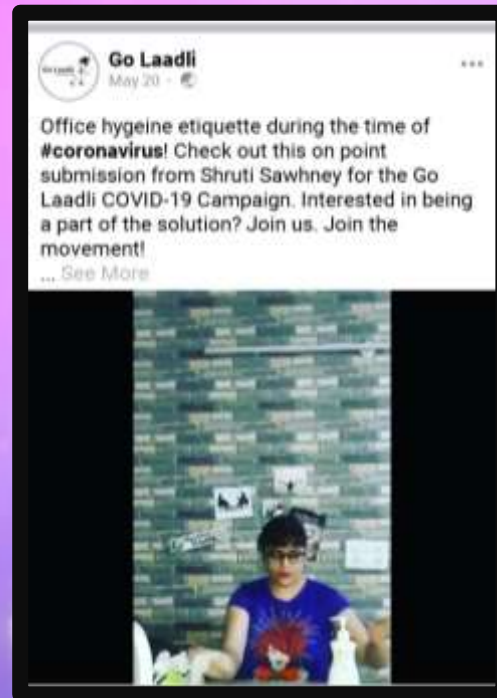 Go Laadli
May 20
Office hygeine etiquette during the time of
#coronavirus! Check out this on point
submission from Shruti Sawhney for the Go
Laadli COVID-19 Campaign. Interested in being
a part of the solution? Join us. Join the
movement!
... See More